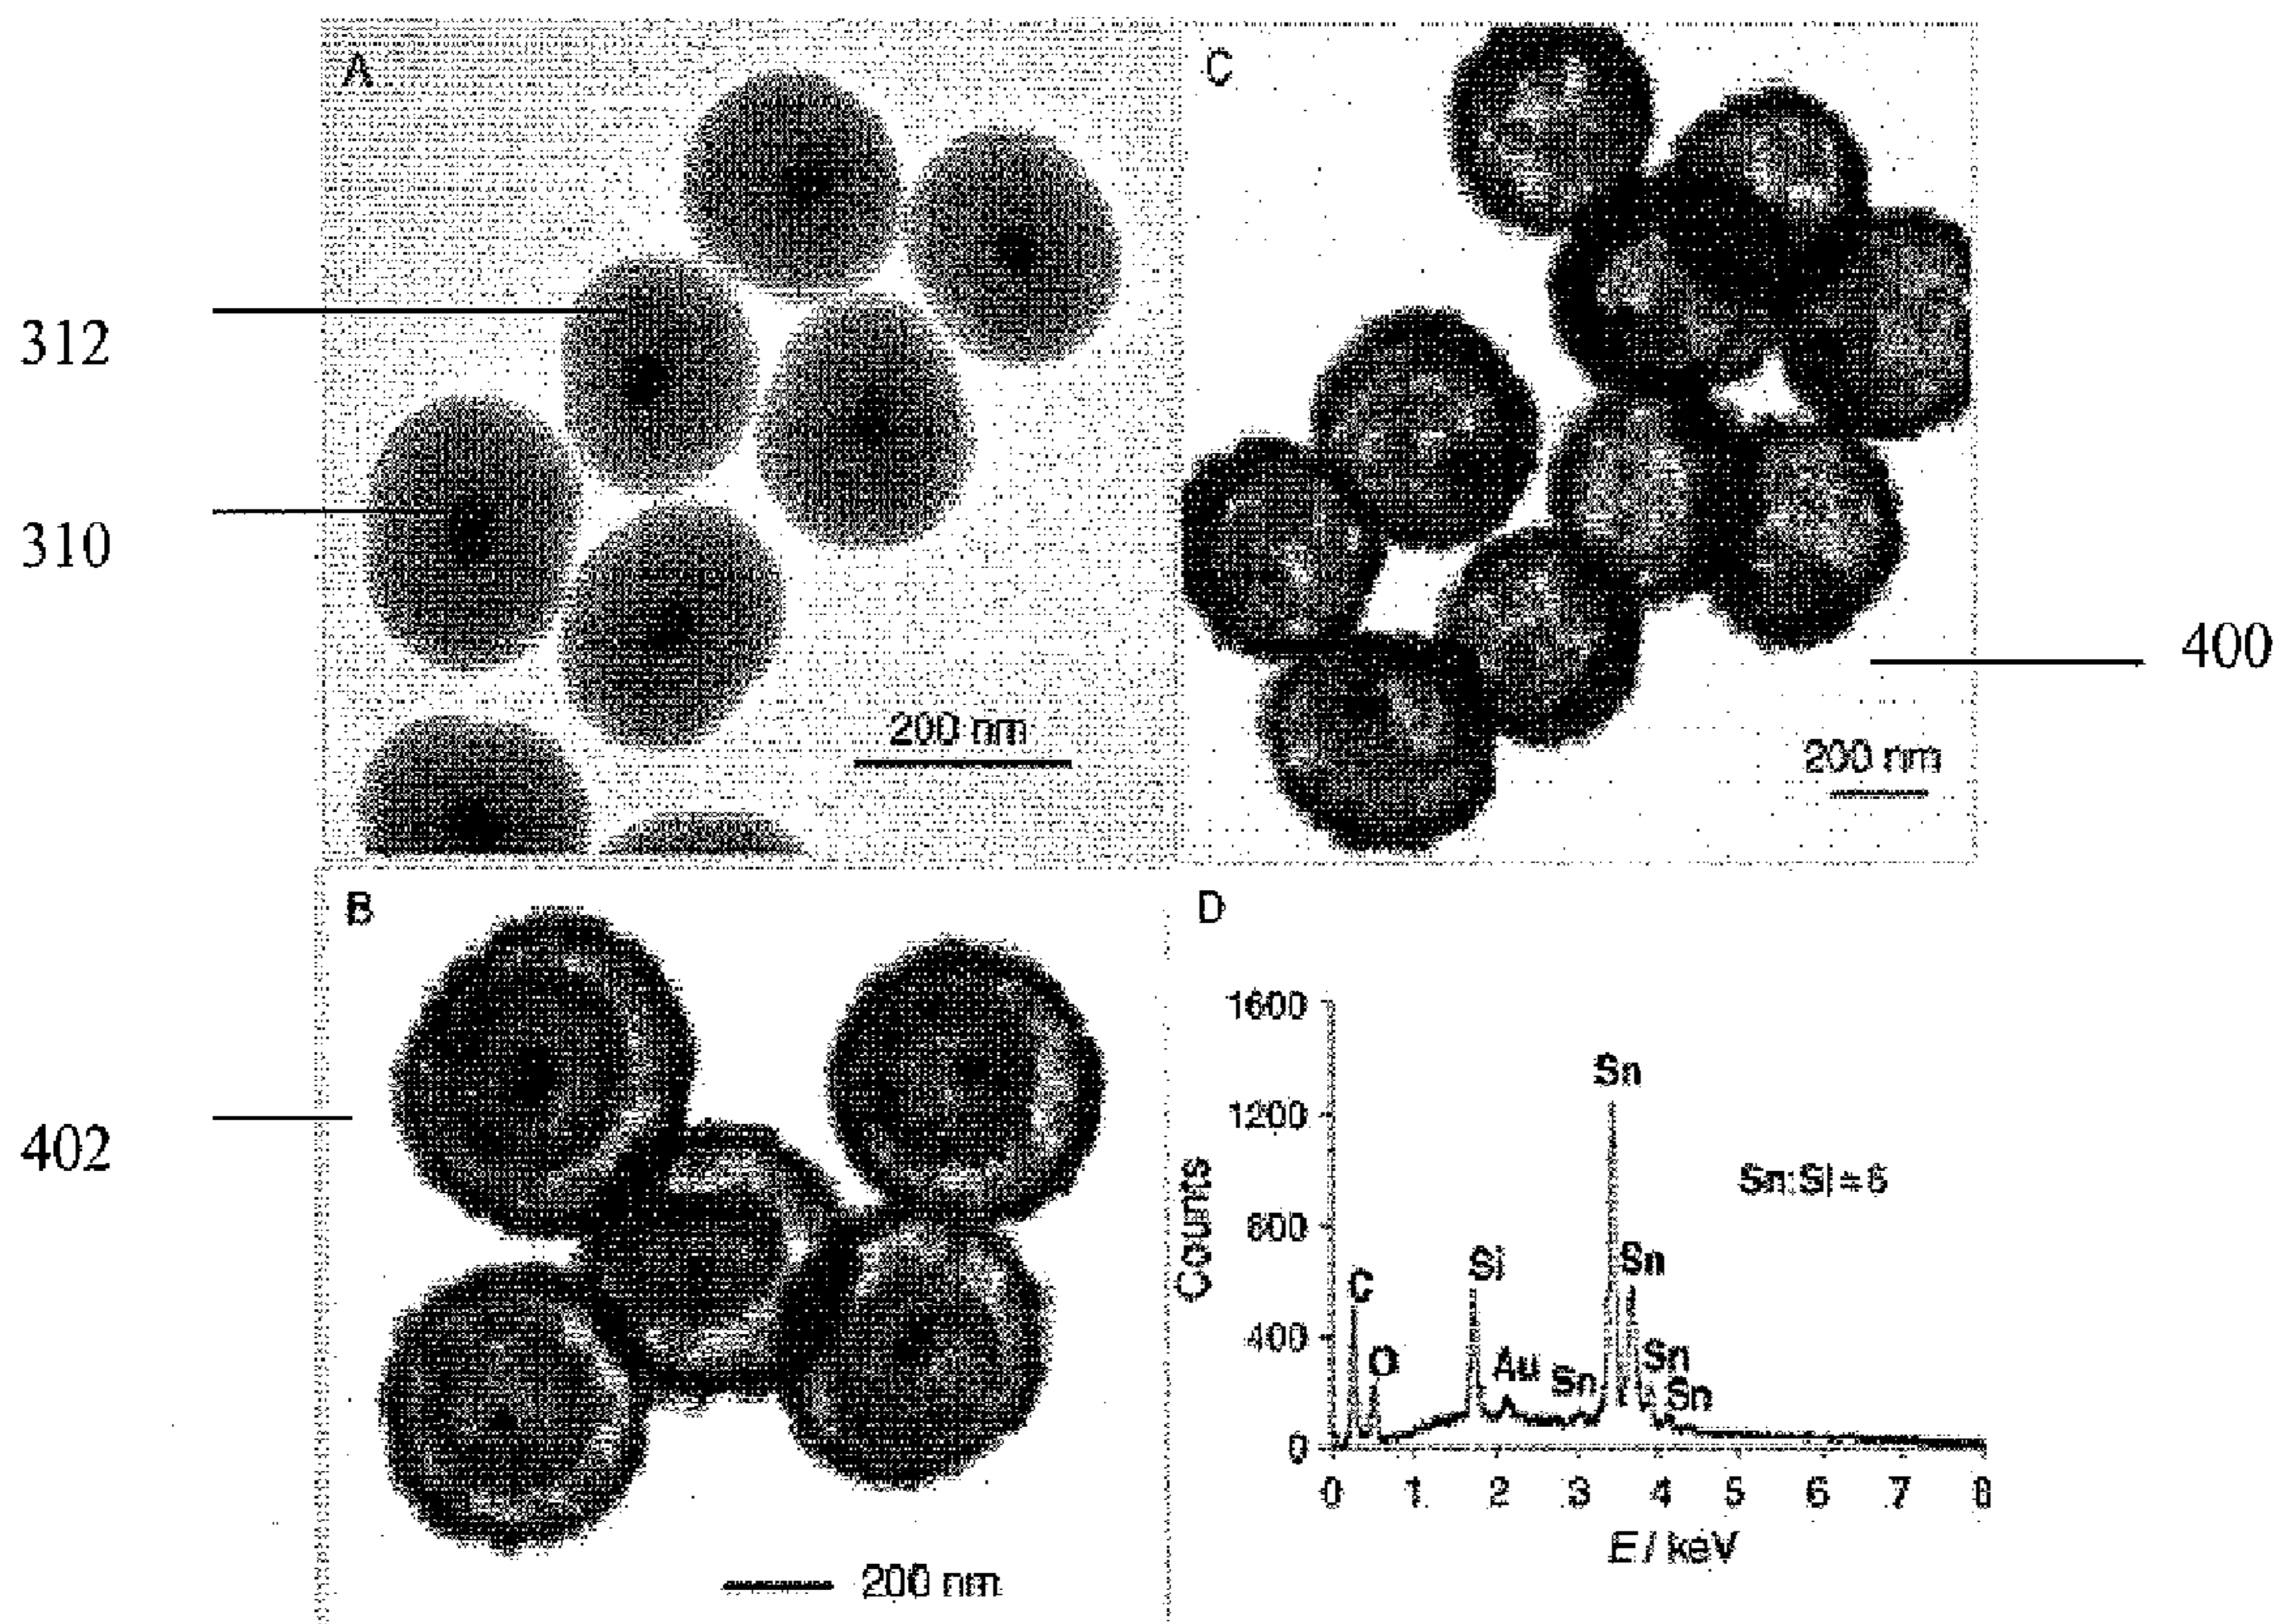 A
312
310
200 nm
C
400
200 nm
B
402
200 nm
D
1600
1200
800
400
0
Counts
Sn
Sn:Si = 6
Sn
Si
C
O
Au
Sn
Sn
Sn
0 1 2 3 4 5 6 7 8
E / keV